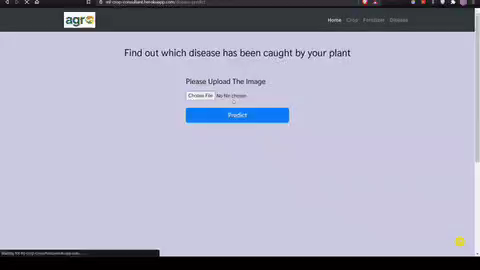 agr
Home Crop Fertilizer Disease
Find out which disease has been caught by your plant
Please Upload The Image
Choose File No file chosen
Predict